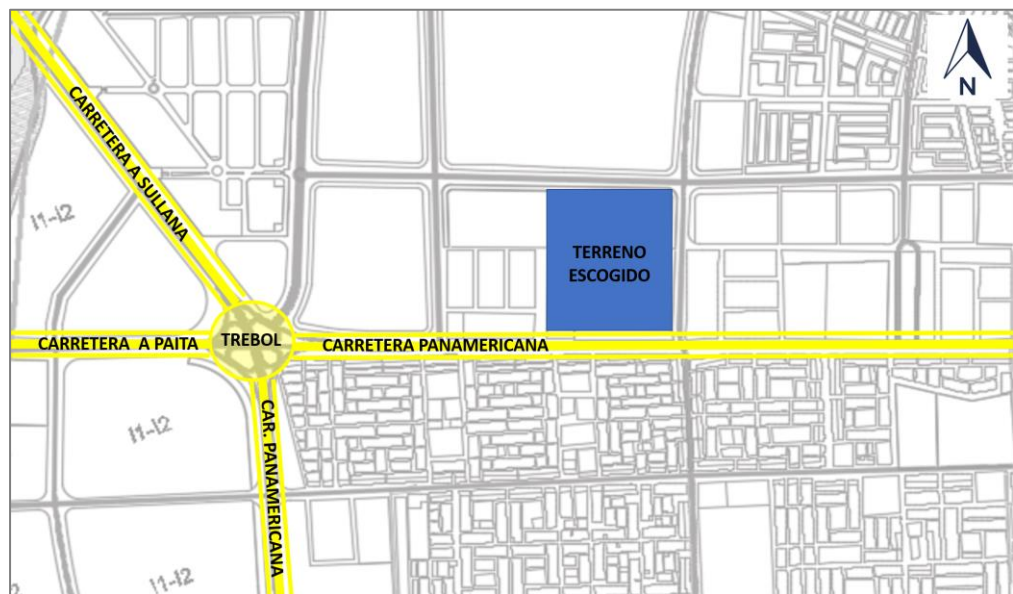 N
CARRETERA A SULLANA
I1-I2
TERRENO
ESCOGIDO
CARRETERA A PAITA
TREBOL
CARRETERA PANAMERICANA
I1-I2
CAR. PANAMERICANA
I1-I2